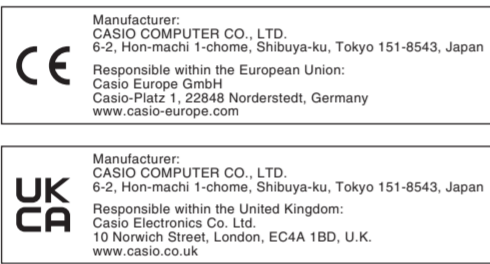 CE
Manufacturer:
CASIO COMPUTER CO., LTD.
6-2, Hon-machi 1-chome, Shibuya-ku, Tokyo 151-8543, Japan
Responsible within the European Union:
Casio Europe GmbH
Casio-Platz 1, 22848 Norderstedt, Germany
www.casio-europe.com
UK
CA
Manufacturer:
CASIO COMPUTER CO., LTD.
6-2, Hon-machi 1-chome, Shibuya-ku, Tokyo 151-8543, Japan
Responsible within the United Kingdom:
Casio Electronics Co. Ltd.
10 Norwich Street, London, EC4A 1BD, U.K.
www.casio.co.uk